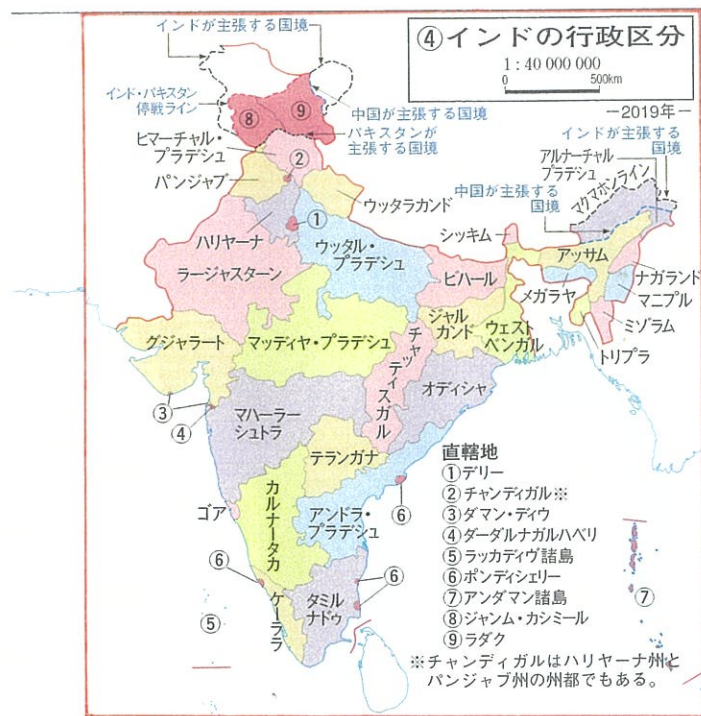 ④インドの行政区分
1:40 000 000
0 500km
—2019年—
インドが主張する国境
インド・パキスタン
停戦ライン
⑧
⑨
中国が主張する国境
パキスタンが
主張する国境
ヒマーチャル・
プラデシュ
②
パンジャブ
ウッタラカンド
①
ハリヤーナ
ラージャスターン
ウッタル・
プラデシュ
インドが主張する
国境
アルナーチャル
プラデシュ
マクマホンライン
中国が主張する
国境
シッキム
アッサム
ビハール
メガラヤ
ナガランド
マニプル
ミゾラム
トリプラ
グジャラート
マッディヤ・プラデシュ
チャッティスガル
ジャル
カンド
ウェスト
ベンガル
オディシャ
③
④
マハーラー
シュトラ
テランガナ
ゴア
カルナータカ
アンドラ・
プラデシュ
⑥
⑥
⑥
⑤
ケーララ
タミル
ナドゥ
⑦
直轄地
①デリー
②チャンディガル※
③ダマン・ディウ
④ダードルナガルハベリ
⑤ラッカディヴ諸島
⑥ポンディシェリー
⑦アンダマン諸島
⑧ジャンム・カシミール
⑨ラダク
※チャンディガルはハリヤーナ州と
パンジャブ州の州都でもある。